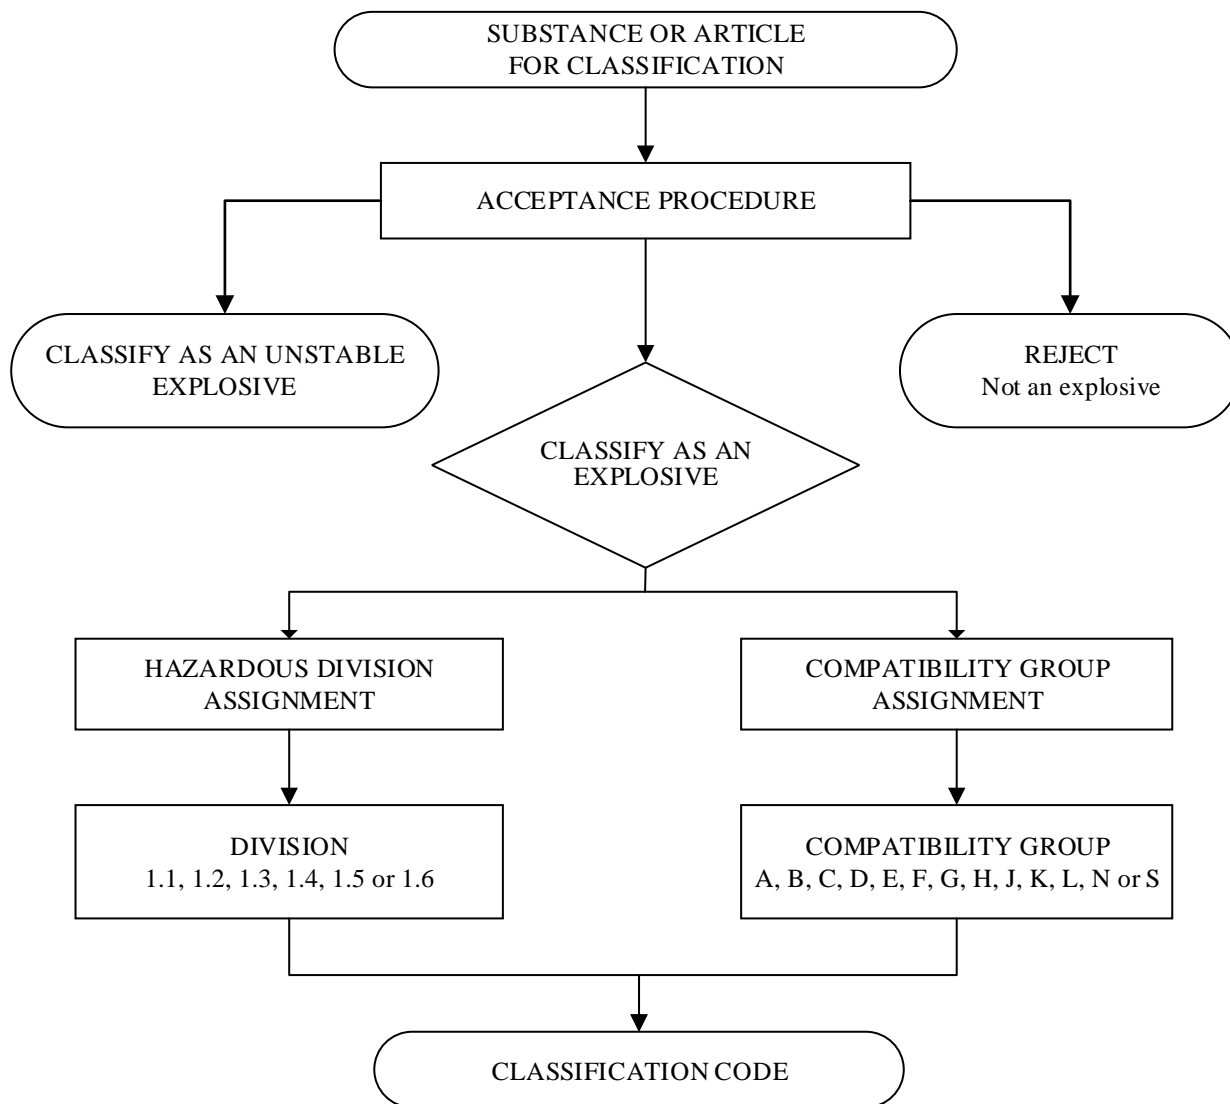 SUBSTANCE OR ARTICLE
FOR CLASSIFICATION
ACCEPTANCE PROCEDURE
CLASSIFY AS AN UNSTABLE
EXPLOSIVE
REJECT
Not an explosive
CLASSIFY AS AN
EXPLOSIVE
HAZARDOUS DIVISION
ASSIGNMENT
COMPATIBILITY GROUP
ASSIGNMENT
DIVISION
1.1, 1.2, 1.3, 1.4, 1.5 or 1.6
COMPATIBILITY GROUP
A, B, C, D, E, F, G, H, J, K, L, N or S
CLASSIFICATION CODE